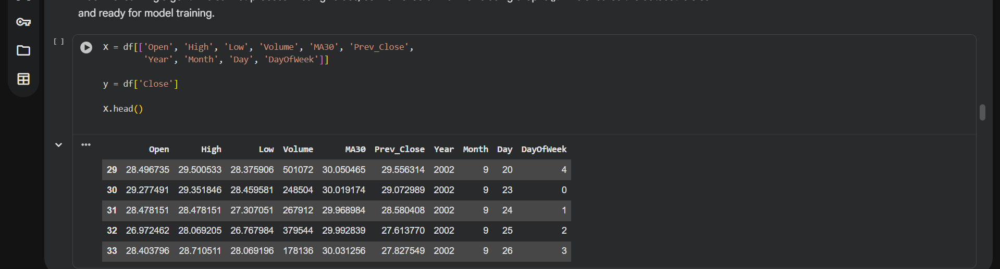 and ready for model training.
[ ]
X = df[['Open', 'High', 'Low', 'Volume', 'MA30', 'Prev_Close',
'Year', 'Month', 'Day', 'DayOfWeek']]
y = df['Close']
X.head()
Open High Low Volume MA30 Prev_Close Year Month Day DayOfWeek
29 28.496735 29.500533 28.375906 501072 30.050465 29.556314 2002 9 20 4
30 29.277491 29.351846 28.459581 248504 30.019174 29.072989 2002 9 23 0
31 28.478151 28.478151 27.307051 267912 29.968984 28.580408 2002 9 24 1
32 26.972462 28.069205 26.767984 379544 29.992839 27.613770 2002 9 25 2
33 28.403796 28.710511 28.069196 178136 30.031256 27.827549 2002 9 26 3